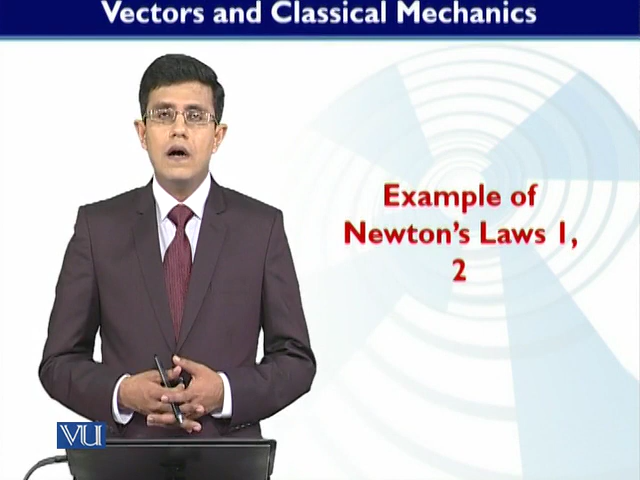 Vectors and Classical Mechanics
Example of
Newton's Laws 1,
2
VU